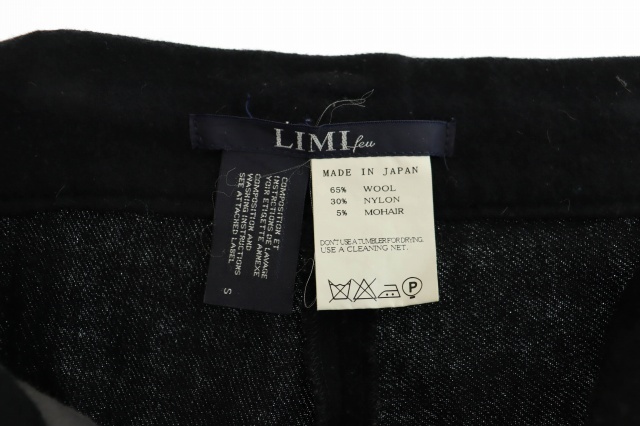 LIMI feu
COMPOSITION ET
INSTRUCTIONS DE LAVAGE
VOIR ETIQUETTE ANNEXE
COMPOSITION AND
WASHING INSTRUCTIONS
SEE ATTACHED LABEL
S
MADE IN JAPAN
65% WOOL
30% NYLON
5% MOHAIR
DON'T USE A TUMBLER FOR DRYING.
USE A CLEANING NET.
P